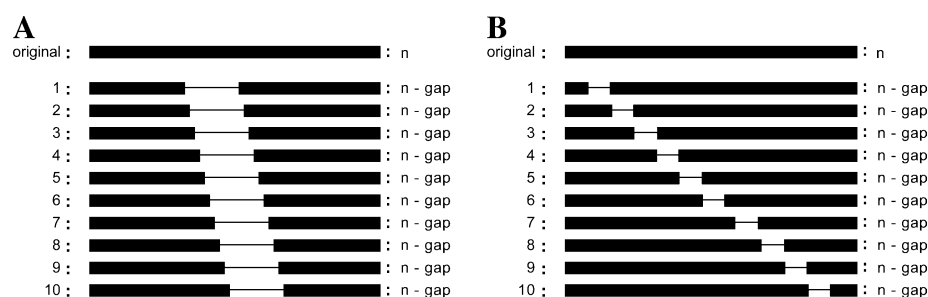 A
original : : n
1 : : n - gap
2 : : n - gap
3 : : n - gap
4 : : n - gap
5 : : n - gap
6 : : n - gap
7 : : n - gap
8 : : n - gap
9 : : n - gap
10 : : n - gap
B
original : : n
1 : : n - gap
2 : : n - gap
3 : : n - gap
4 : : n - gap
5 : : n - gap
6 : : n - gap
7 : : n - gap
8 : : n - gap
9 : : n - gap
10 : : n - gap